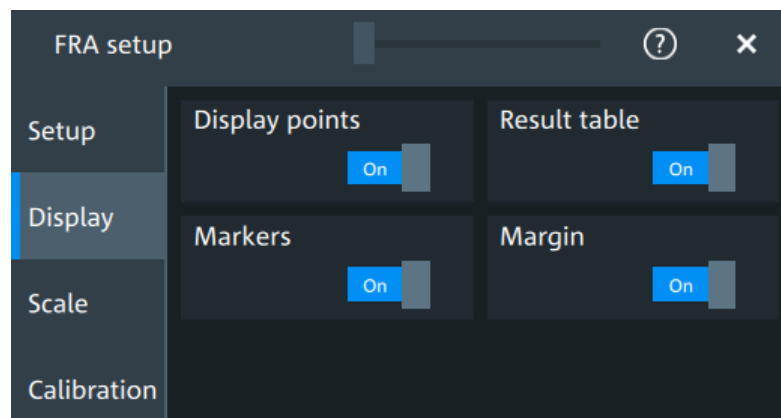 FRA setup
?
Setup
Display
Scale
Calibration
Display points
On
Result table
On
Markers
On
Margin
On